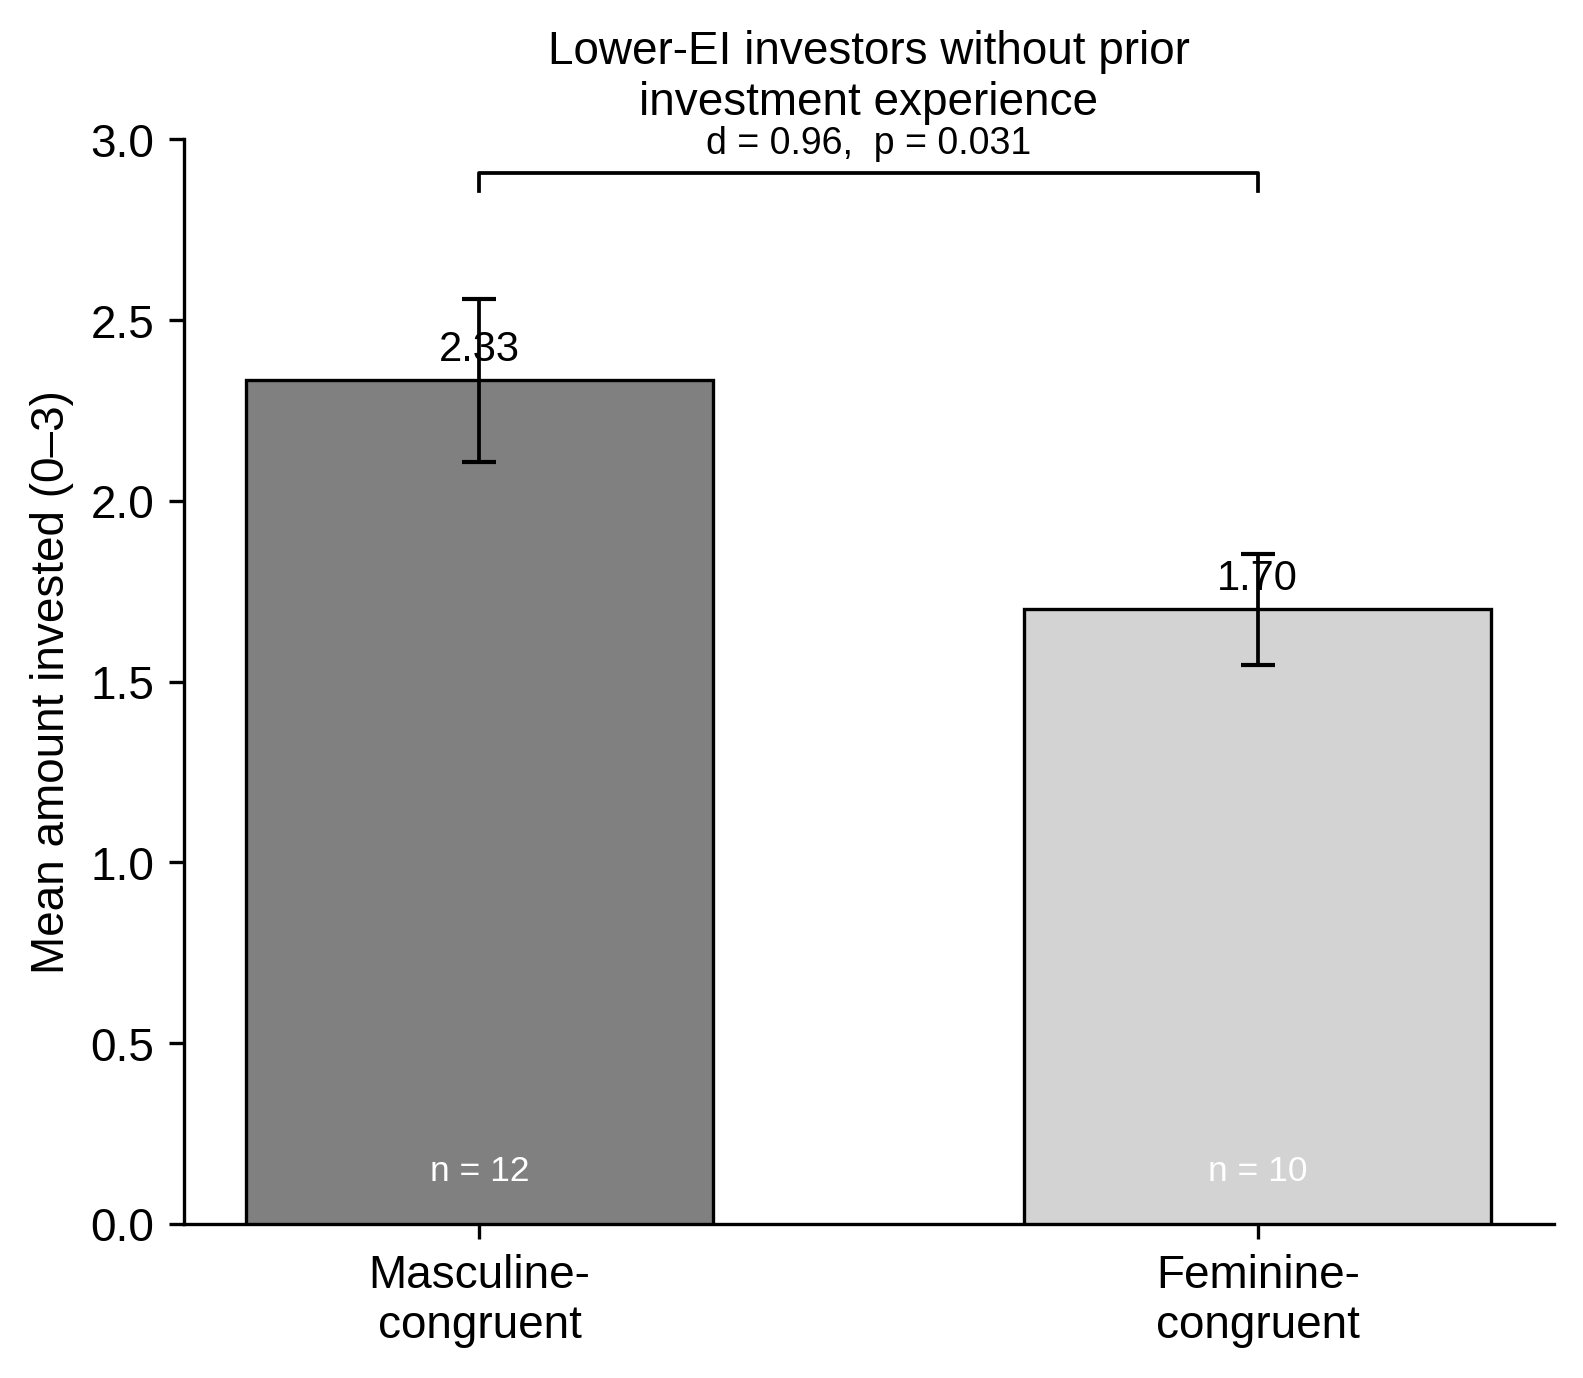 Lower-EI investors without prior
investment experience
d = 0.96,  p = 0.031
Mean amount invested (0–3)
3.0
2.5
2.0
1.5
1.0
0.5
0.0
2.33
1.70
n = 12
n = 10
Masculine-
congruent
Feminine-
congruent